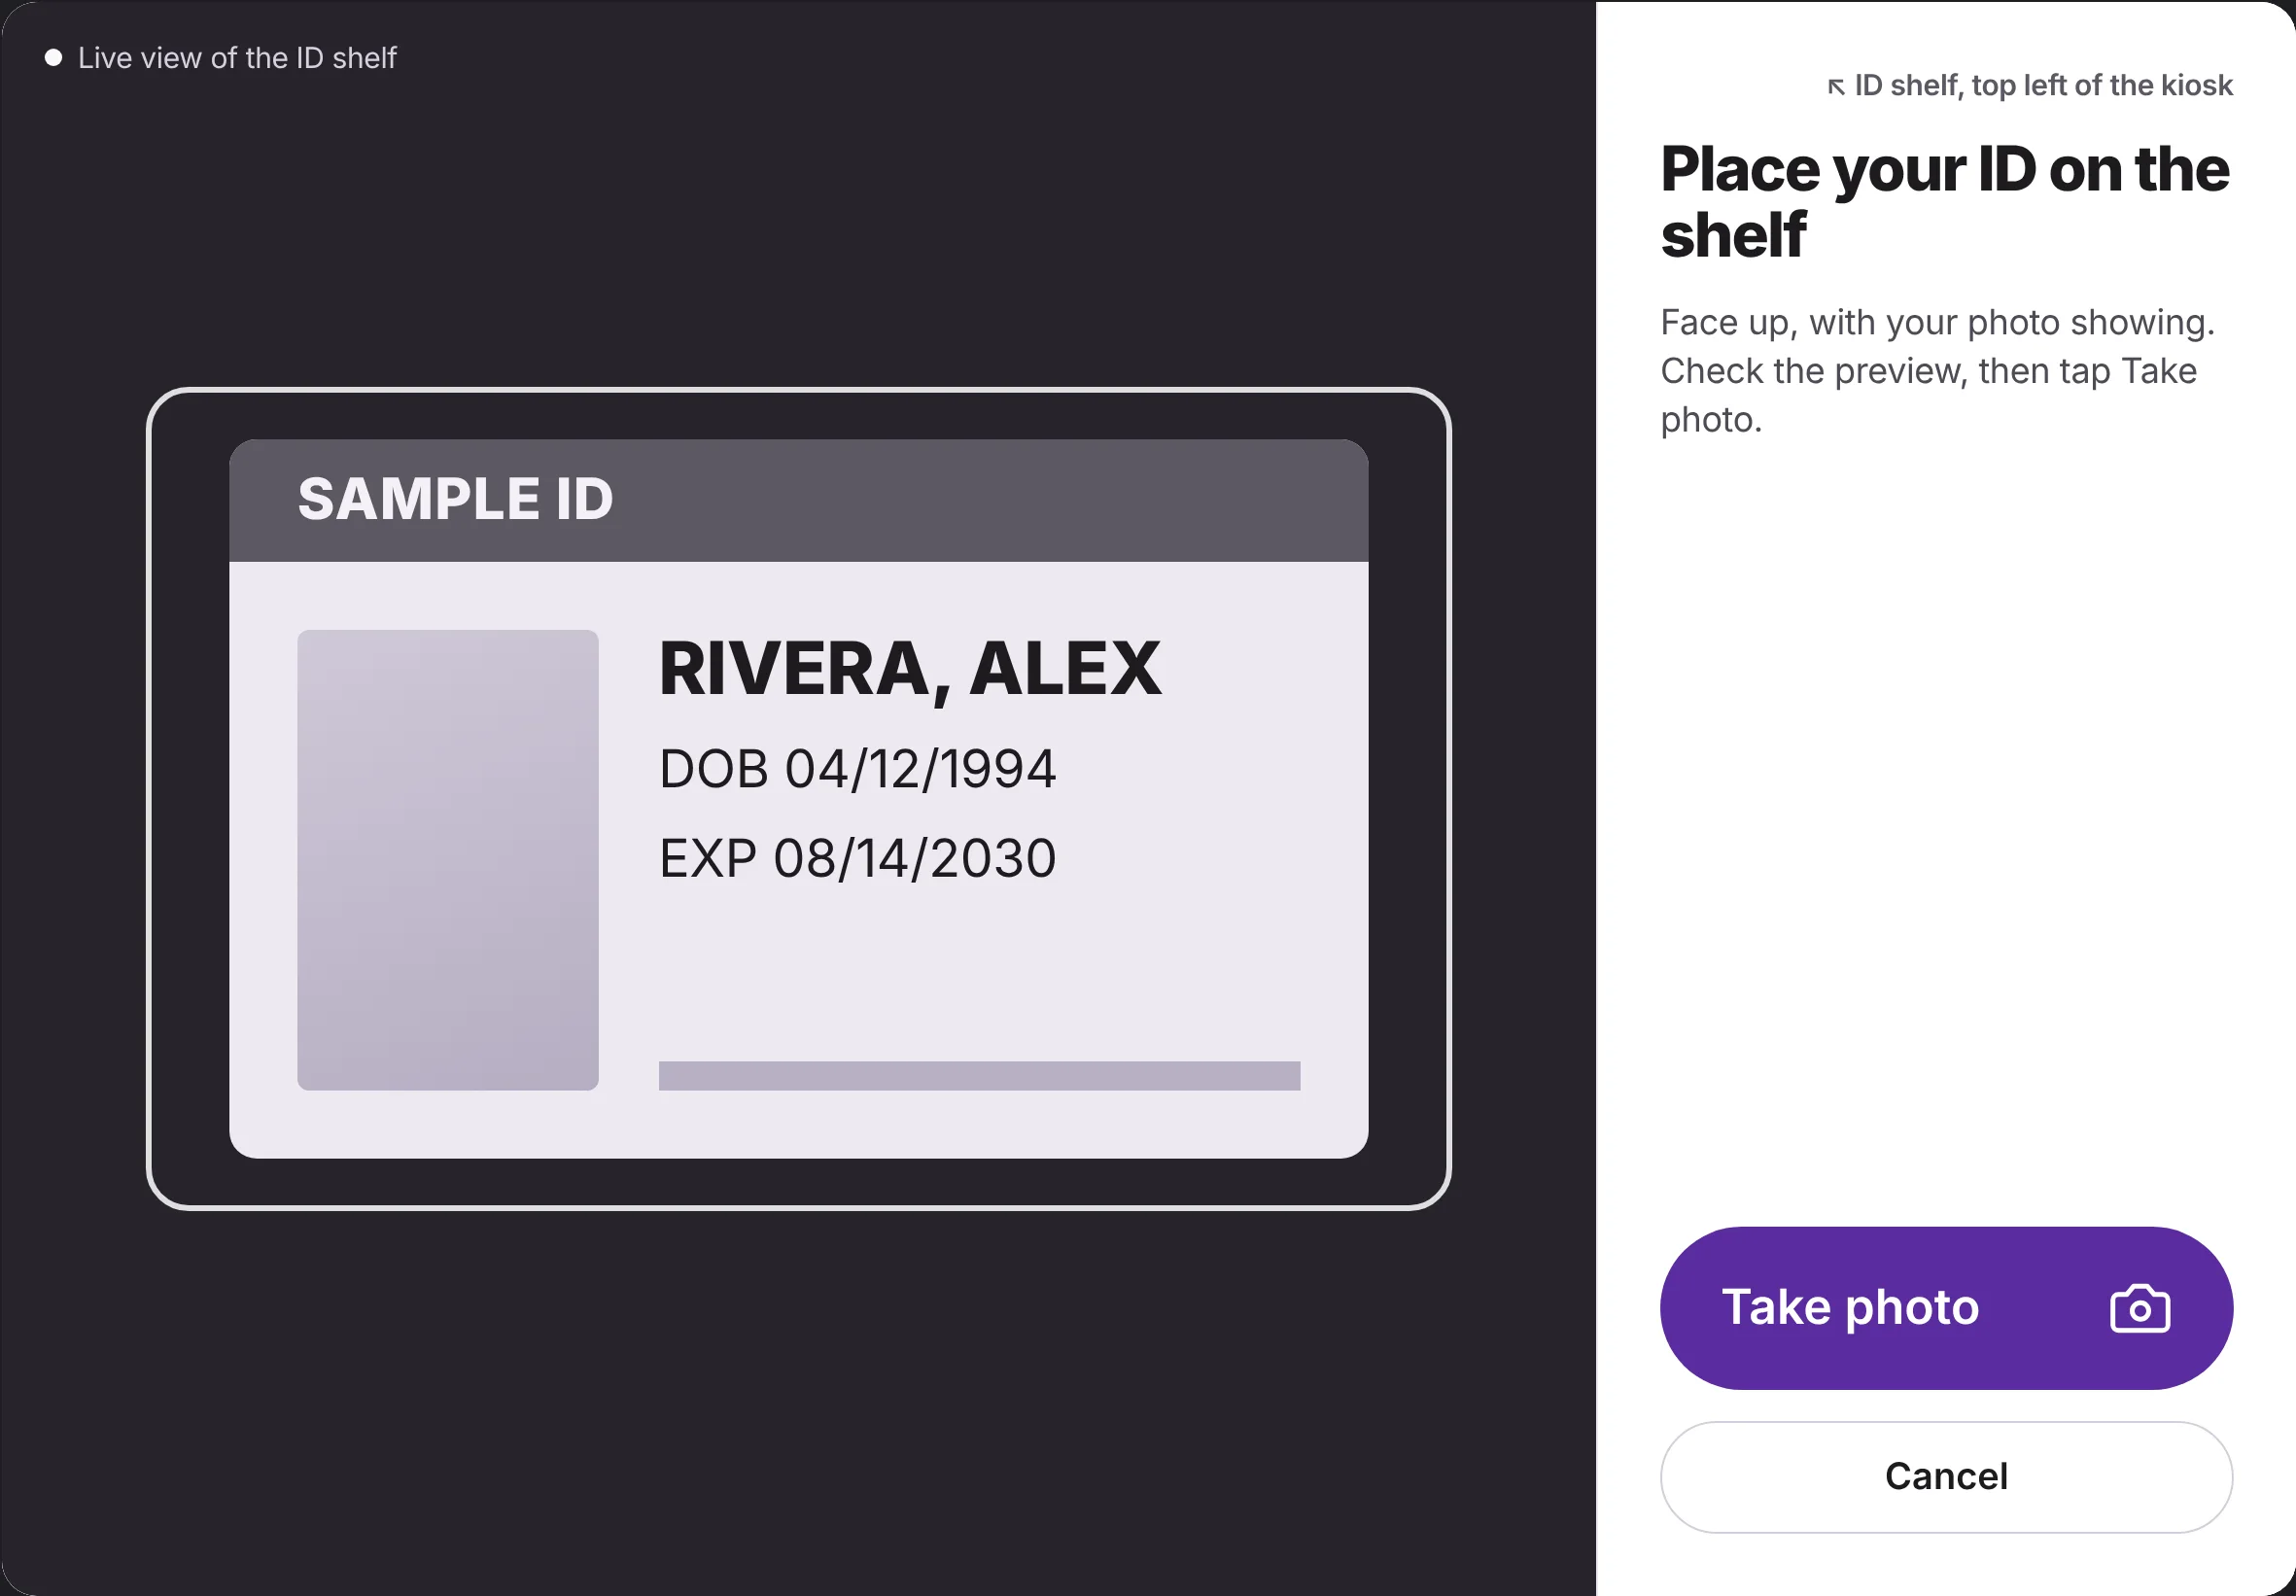 Live view of the ID shelf
SAMPLE ID
RIVERA, ALEX
DOB 04/12/1994
EXP 08/14/2030
ID shelf, top left of the kiosk
Place your ID on the
shelf
Face up, with your photo showing.
Check the preview, then tap Take
photo.
Take photo
Cancel